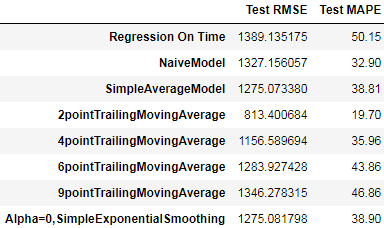 Test RMSE Test MAPE
Regression On Time 1389.135175 50.15
NaiveModel 1327.156057 32.90
SimpleAverageModel 1275.073380 38.81
2pointTrailingMovingAverage 813.400684 19.70
4pointTrailingMovingAverage 1156.589694 35.96
6pointTrailingMovingAverage 1283.927428 43.86
9pointTrailingMovingAverage 1346.278315 46.86
Alpha=0,SimpleExponentialSmoothing 1275.081798 38.90